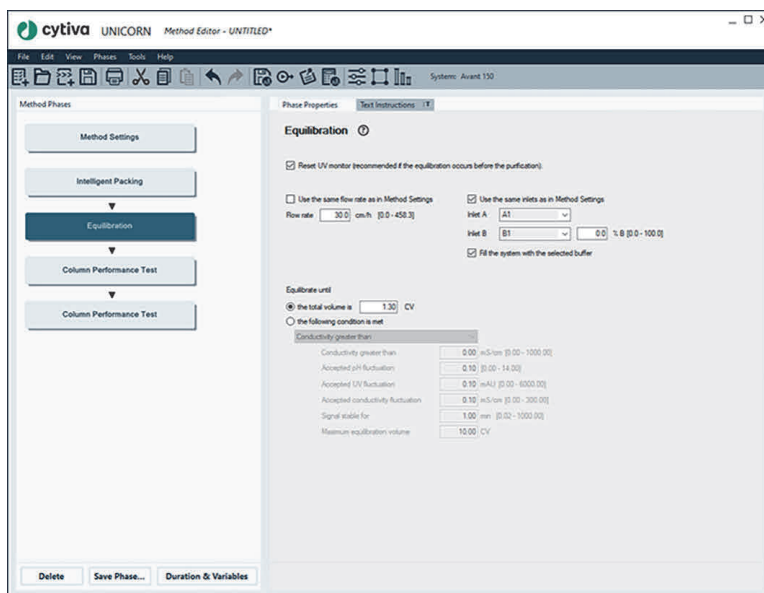 cytiva UNICORN Method Editor - UNTITLED*
File Edit View Phases Tools Help
System: Avant 150
Method Phases
Method Settings
Intelligent Packing
Equilibration
Column Performance Test
Column Performance Test
Delete Save Phase... Duration & Variables
Phase Properties Text Instructions
Equilibration ?
Reset UV monitor (recommended if the equilibration occurs before the purification).
Use the same flow rate as in Method Settings
Flow rate 30.0 cm/h [0.0 - 458.3]
Use the same inlets as in Method Settings
Inlet A A1
Inlet B B1 0.0 % B [0.0 - 100.0]
Fill the system with the selected buffer
Equilibrate until
the total volume is 1.30 CV
the following condition is met
Conductivity greater than
Conductivity greater than 0.00 mS/cm [0.00 - 1000.00]
Accepted pH fluctuation 0.10 [0.00 - 14.00]
Accepted UV fluctuation 0.10 mAU [0.00 - 6000.00]
Accepted conductivity fluctuation 0.10 mS/cm [0.00 - 300.00]
Signal stable for 1.00 min [0.02 - 1000.00]
Maximum equilibration volume 10.00 CV